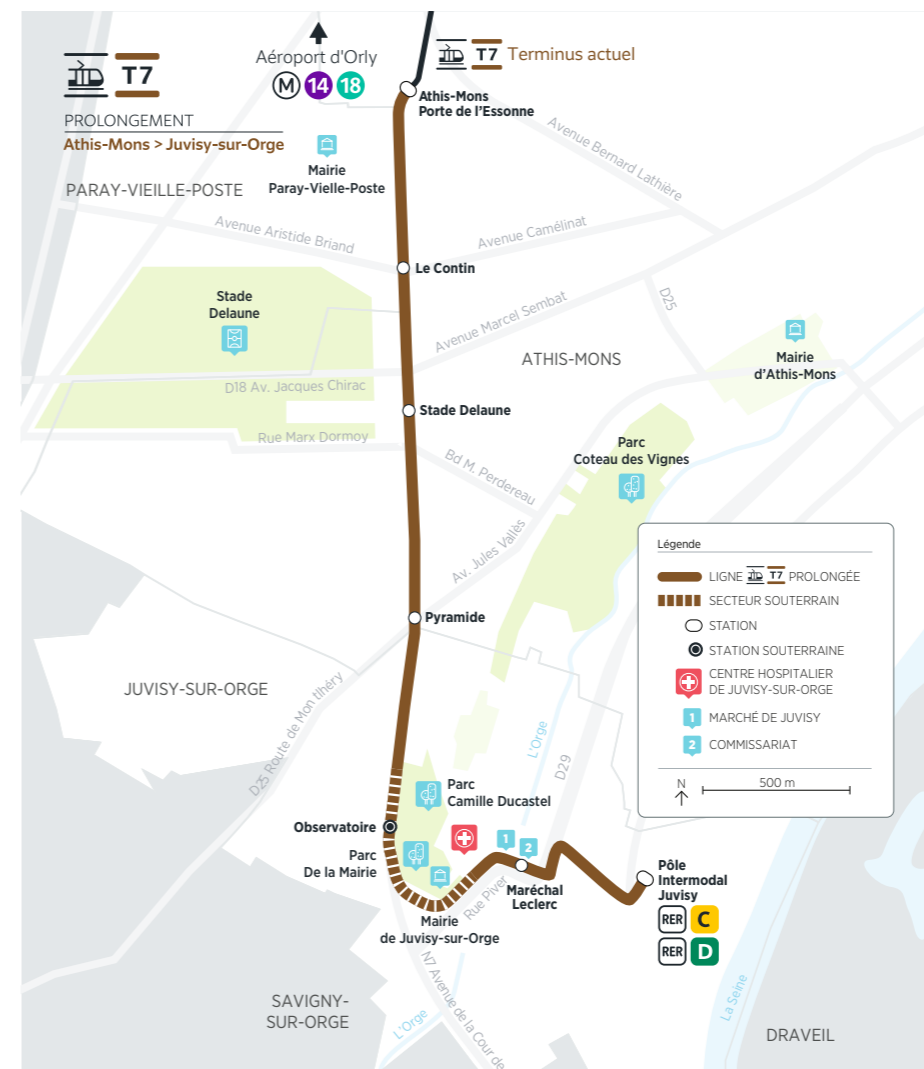 T7
PROLONGEMENT
Athis-Mons > Juvisy-sur-Orge
Aéroport d'Orly
M 14 18
T7 Terminus actuel
Athis-Mons
Porte de l'Essonne
Mairie
Paray-Vielle-Poste
PARAY-VIEILLE-POSTE
Avenue Bernard Lathière
Avenue Aristide Briand
Avenue Camélinat
Le Contin
Stade
Delaune
Avenue Marcel Sembat
D25
ATHIS-MONS
Mairie
d'Athis-Mons
D18 Av. Jacques Chirac
Stade Delaune
Rue Marx Dormoy
Bd M. Perdereau
Parc
Coteau des Vignes
Av. Jules Vallès
Pyramide
JUVISY-SUR-ORGE
D25 Route de Montlhéry
Légende
LIGNE T7 PROLONGÉE
SECTEUR SOUTERRAIN
STATION
STATION SOUTERRAINE
CENTRE HOSPITALIER
DE JUVISY-SUR-ORGE
1 MARCHÉ DE JUVISY
2 COMMISSARIAT
N
500 m
L'Orge
D29
Parc
Camille Ducastel
Observatoire
Parc
De la Mairie
1
2
Maréchal
Leclerc
Rue Piver
Mairie
de Juvisy-sur-Orge
Pôle
Intermodal
Juvisy
RER C
RER D
N7 Avenue de la Cour de
L'Orge
SAVIGNY-
SUR-ORGE
La Seine
DRAVEIL